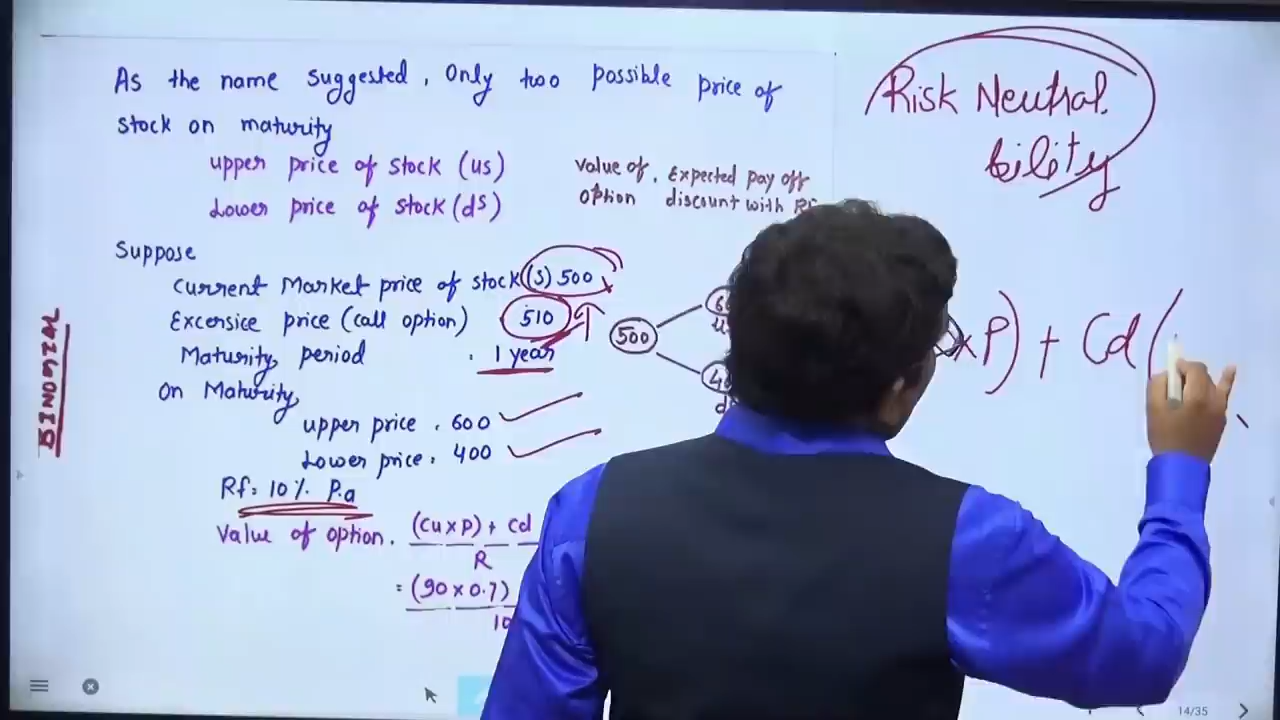 As the name suggested, Only two possible price of
stock on maturity
upper price of stock (us)
Lower price of stock (ds)
Value of . Expected pay off
option discount with
Suppose
Current Market price of stock (s) 500
Excersice price (call option) 510
Maturity period . 1 year
On Maturity
upper price . 600
Lower price . 400
Rf = 10% P.a
Value of option . (Cu x P) + Cd
R
= (90 x 0.7)
10
BINOMIAL
500
Risk Neutral
bility
x P) + Cd (
14/35